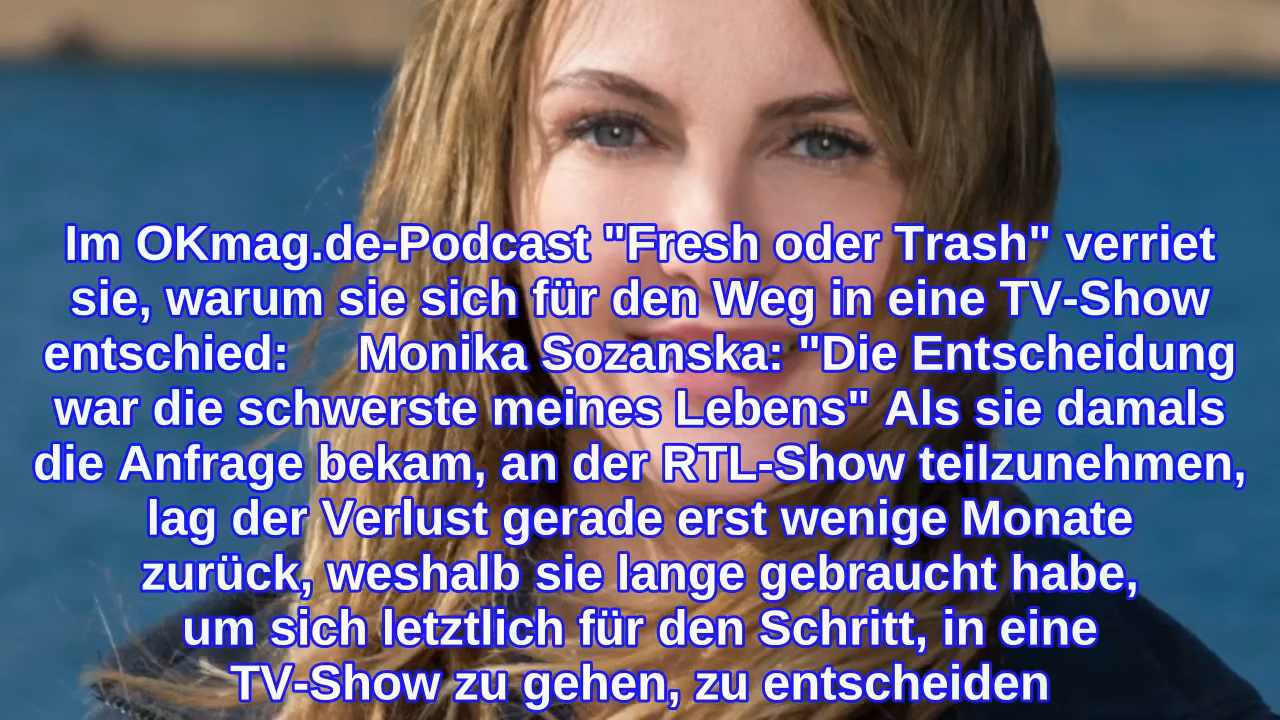 Im OKmag.de-Podcast "Fresh oder Trash" verriet
sie, warum sie sich für den Weg in eine TV-Show
entschied: Monika Sozanska: "Die Entscheidung
war die schwerste meines Lebens" Als sie damals
die Anfrage bekam, an der RTL-Show teilzunehmen,
lag der Verlust gerade erst wenige Monate
zurück, weshalb sie lange gebraucht habe,
um sich letztlich für den Schritt, in eine
TV-Show zu gehen, zu entscheiden